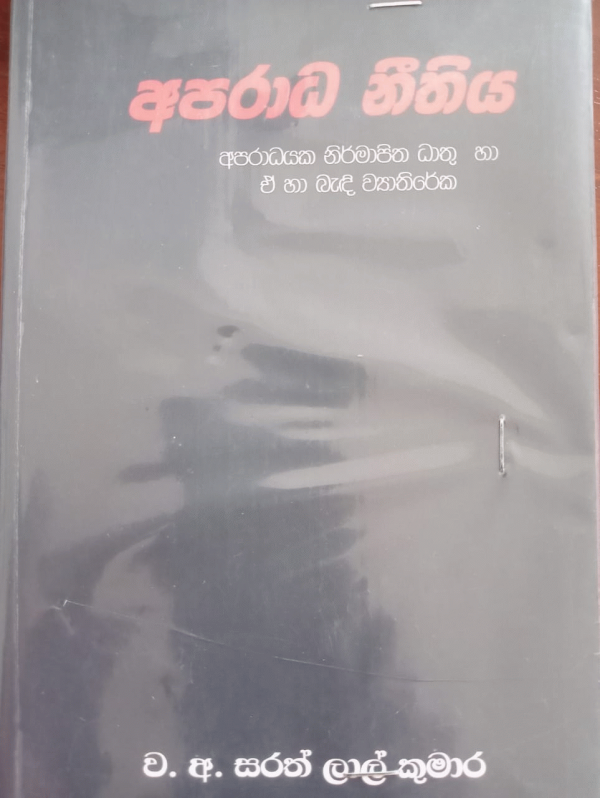 අපරාධ නීතිය
අපරාධයක නිර්මාපිත ධාතු හා
ඒ හා බැඳි ව්‍යතිරේක
ව. අ. සරත් ලාල් කුමාර